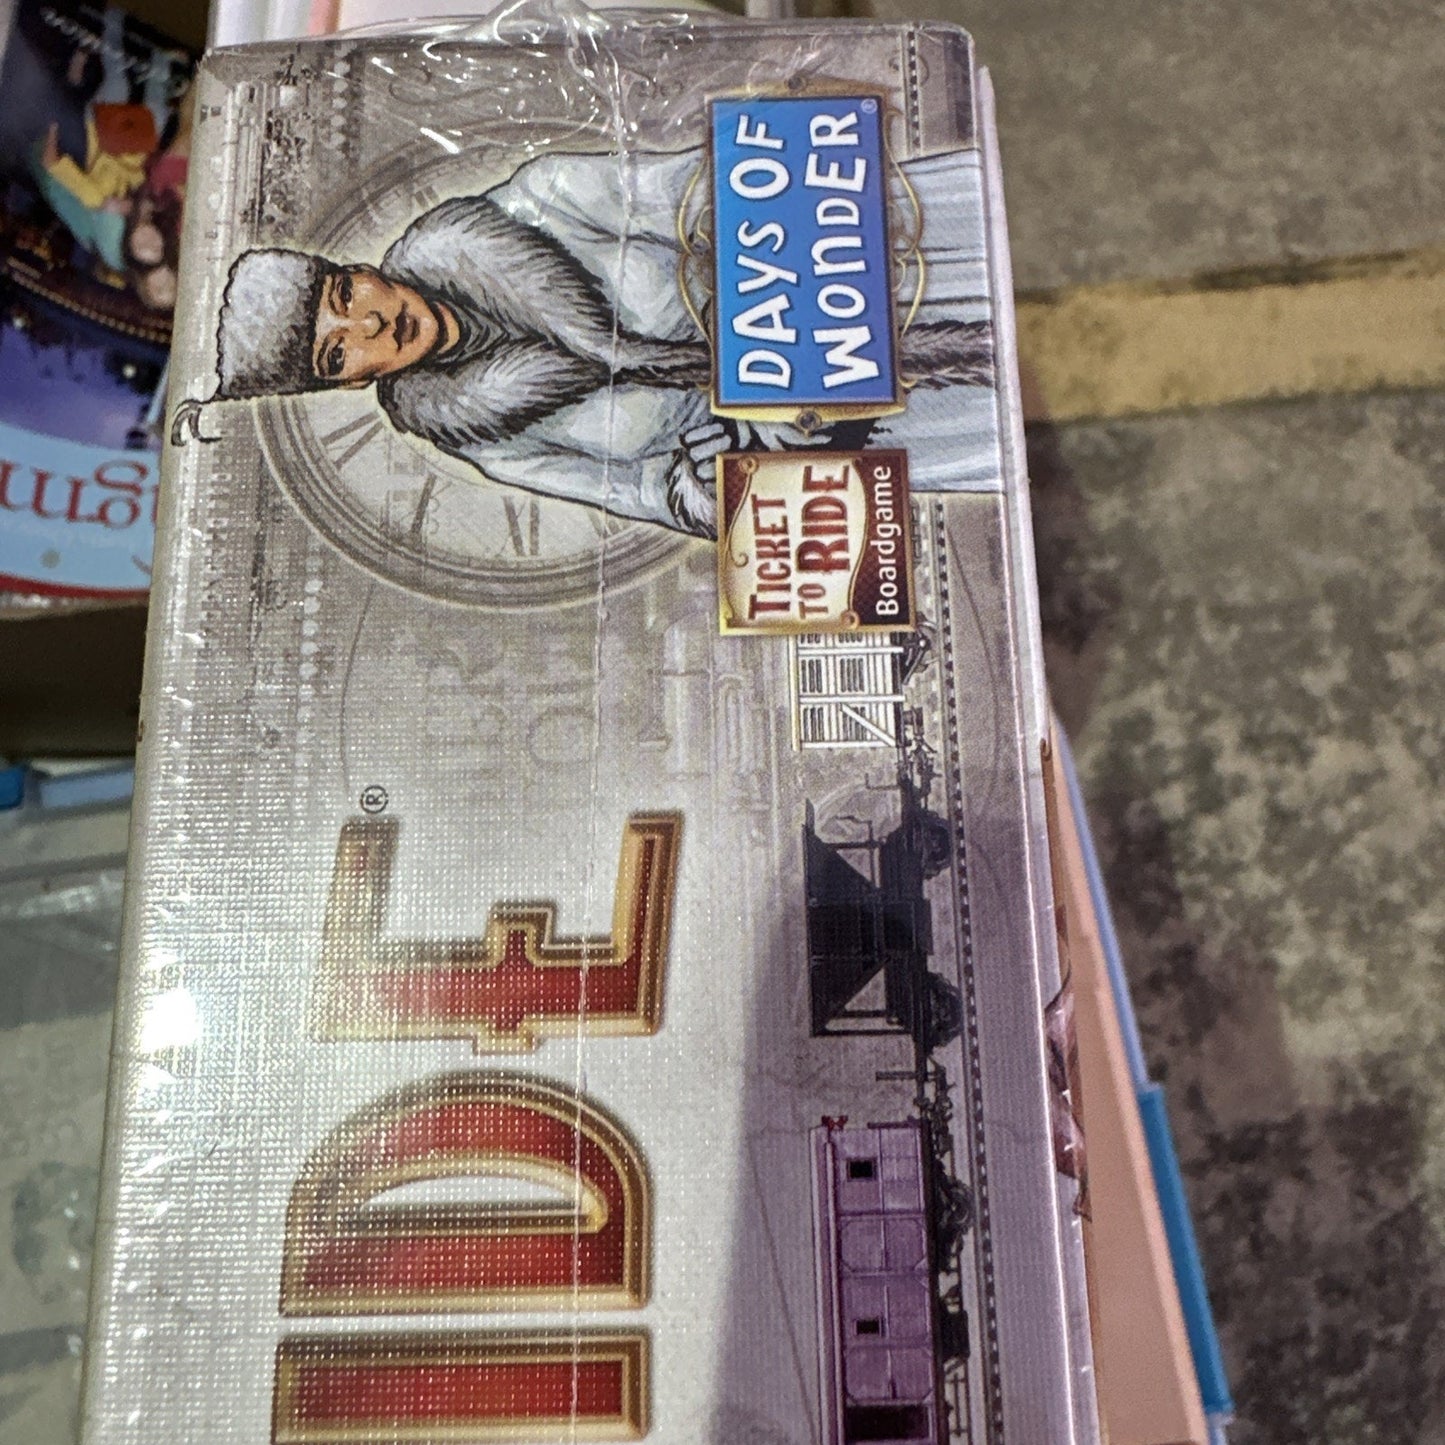 DAYS OF
WONDER®
TICKET
TO RIDE
Boardgame
IDE®